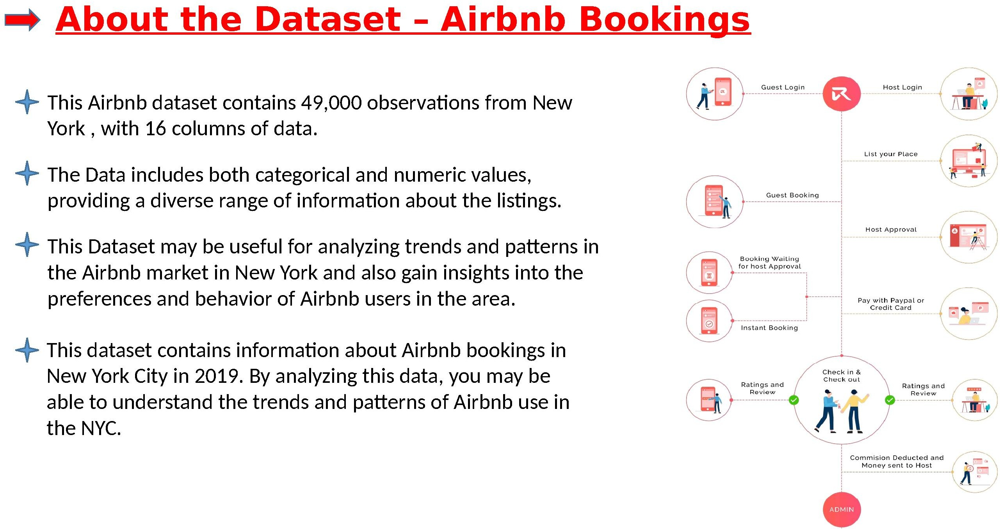 About the Dataset – Airbnb Bookings
This Airbnb dataset contains 49,000 observations from New
York , with 16 columns of data.
The Data includes both categorical and numeric values,
providing a diverse range of information about the listings.
This Dataset may be useful for analyzing trends and patterns in
the Airbnb market in New York and also gain insights into the
preferences and behavior of Airbnb users in the area.
This dataset contains information about Airbnb bookings in
New York City in 2019. By analyzing this data, you may be
able to understand the trends and patterns of Airbnb use in
the NYC.
Guest Login
Host Login
List your Place
Guest Booking
Host Approval
Booking Waiting
for host Approval
Pay with Paypal or
Credit Card
Instant Booking
Check in &
Check out
Ratings and
Review
Ratings and
Review
Commision Deducted and
Money sent to Host
ADMIN